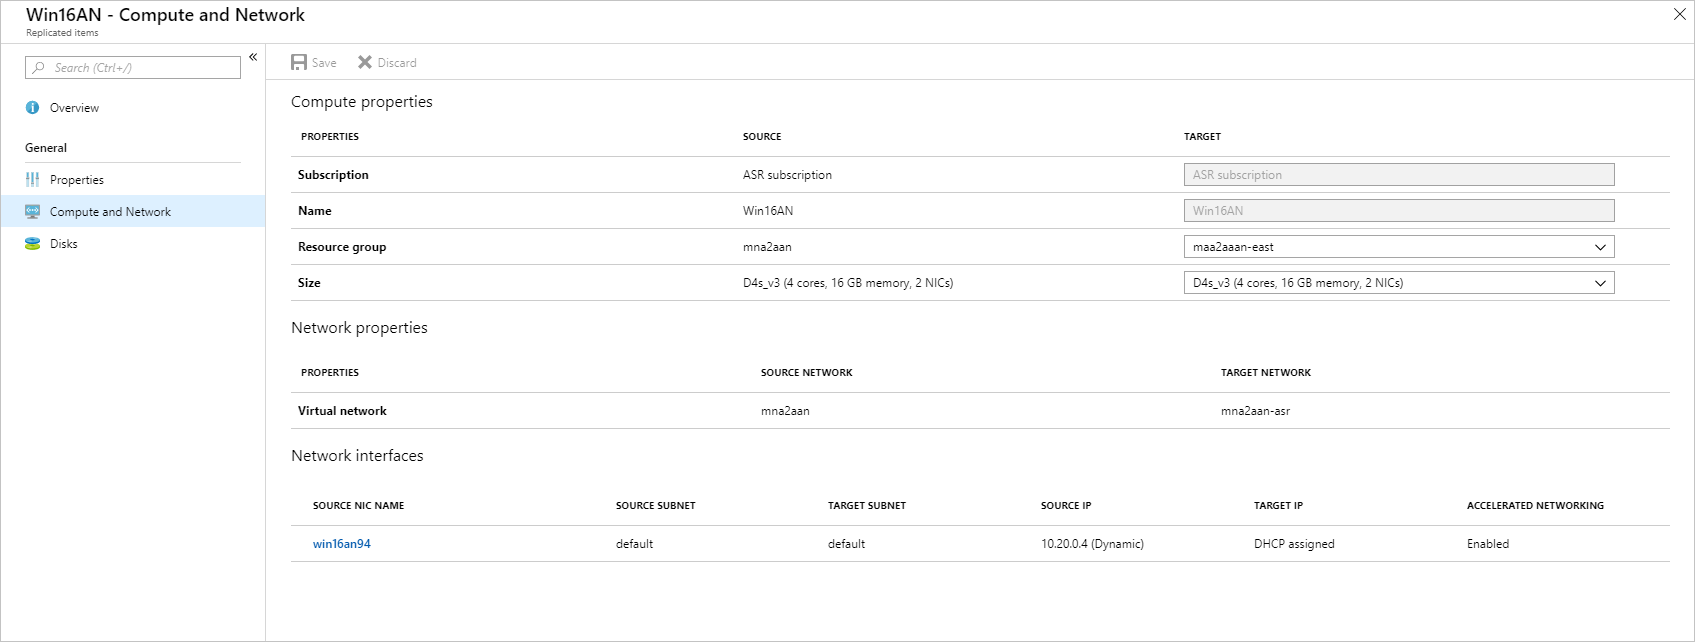 Win16AN - Compute and Network
Replicated items
Search (Ctrl+/)
«
Overview
General
Properties
Compute and Network
Disks
Save Discard
Compute properties
PROPERTIES SOURCE TARGET
Subscription ASR subscription ASR subscription
Name Win16AN Win16AN
Resource group mna2aan maa2aaan-east
Size D4s_v3 (4 cores, 16 GB memory, 2 NICs) D4s_v3 (4 cores, 16 GB memory, 2 NICs)
Network properties
PROPERTIES SOURCE NETWORK TARGET NETWORK
Virtual network mna2aan mna2aan-asr
Network interfaces
SOURCE NIC NAME SOURCE SUBNET TARGET SUBNET SOURCE IP TARGET IP ACCELERATED NETWORKING
win16an94 default default 10.20.0.4 (Dynamic) DHCP assigned Enabled